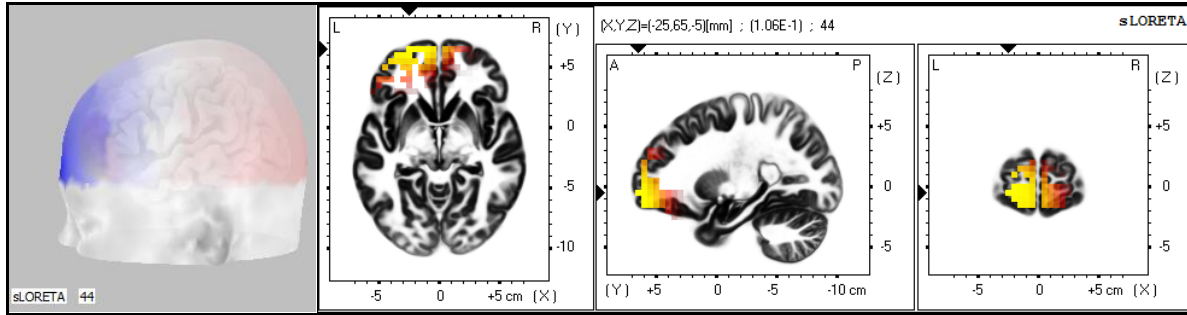 sLORETA 44
L R (Y)
+5
0
-5
-10
-5 0 +5 cm (X)
(X,Y,Z)=(-25,65,-5)[mm] ; (1.06E-1) ; 44
sLORETA
A P (Z)
+5
0
-5
(Y) +5 0 -5 -10 cm
L R (Z)
+5
0
-5
-5 0 +5 cm (X)